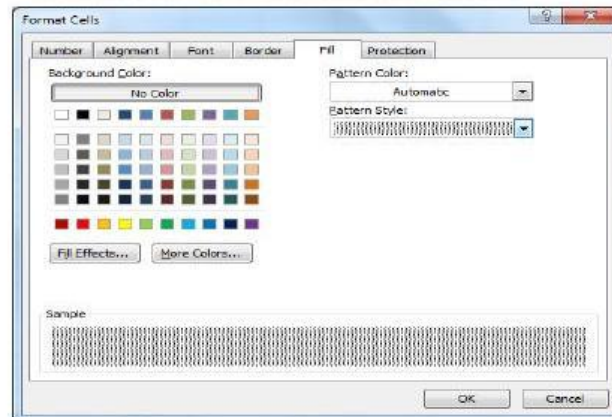 Format Cells
Number Alignment Font Border Fill Protection
Background Color:
No Color
Fill Effects...
More Colors...
Pattern Color:
Automatic
Pattern Style:
Sample
OK
Cancel